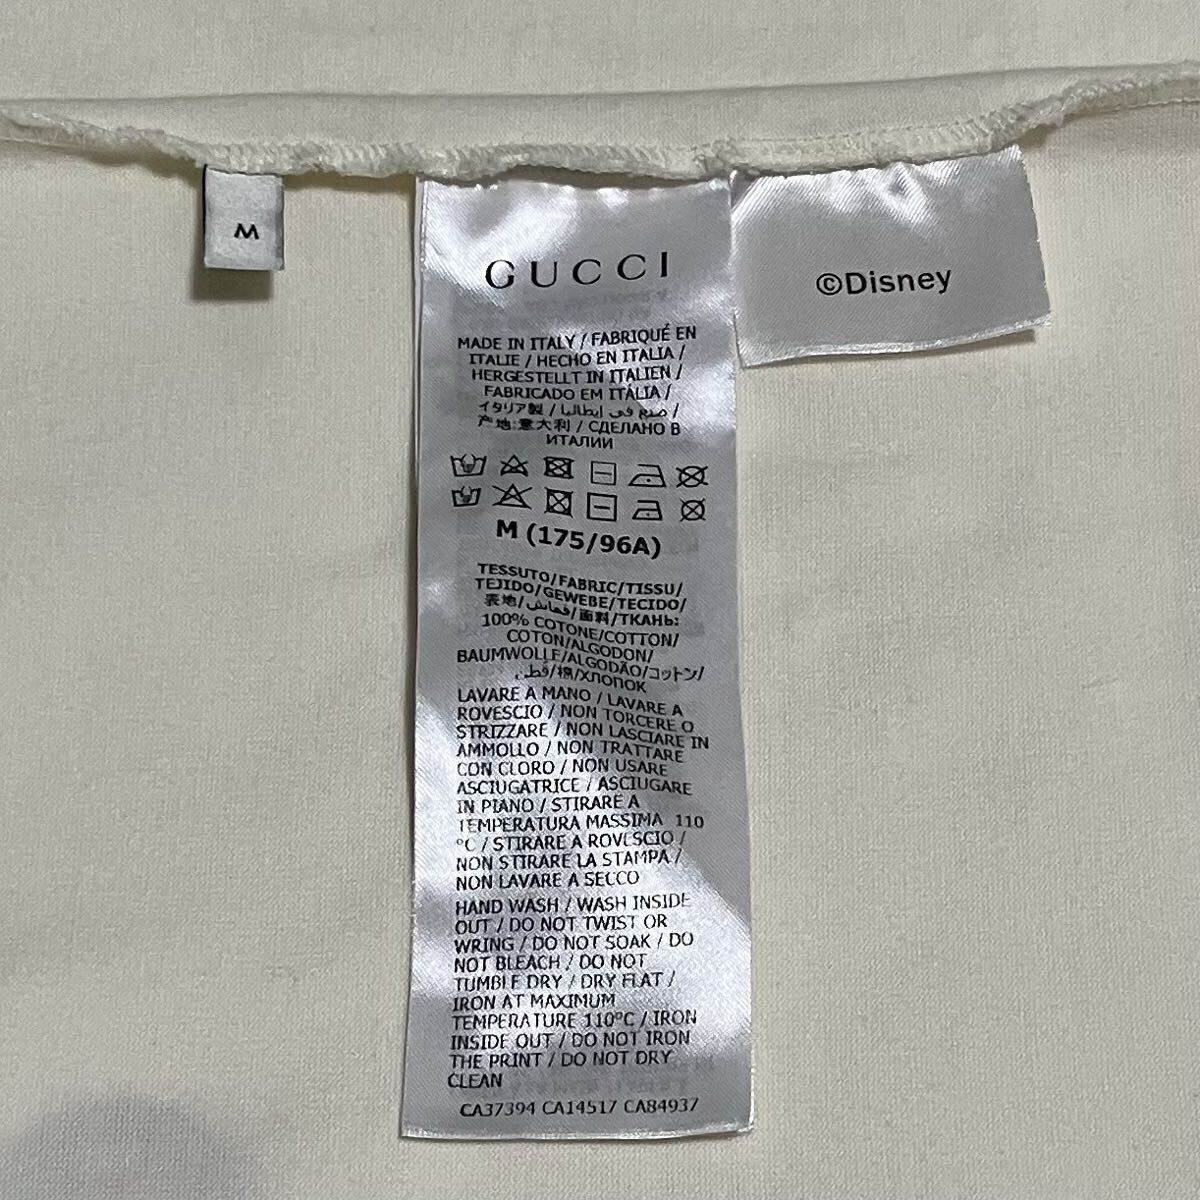 M
GUCCI
©Disney
MADE IN ITALY / FABRIQUÉ EN
ITALIE / HECHO EN ITALIA /
HERGESTELLT IN ITALIEN /
FABRICADO EM ITÁLIA /
イタリア製 / صنع في إيطاليا /
产地:意大利 / СДЕЛАНО В
ИТАЛИИ
M (175/96A)
TESSUTO/FABRIC/TISSU/
TEJIDO/GEWEBE/TECIDO/
表地/قماش/面料/ТКАНЬ:
100% COTONE/COTTON/
COTON/ALGODON/
BAUMWOLLE/ALGODÃO/コットン/
قطن/棉/ХЛОПОК
LAVARE A MANO / LAVARE A
ROVESCIO / NON TORCERE O
STRIZZARE / NON LASCIARE IN
AMMOLLO / NON TRATTARE
CON CLORO / NON USARE
ASCIUGATRICE / ASCIUGARE
IN PIANO / STIRARE A
TEMPERATURA MASSIMA 110
°C / STIRARE A ROVESCIO /
NON STIRARE LA STAMPA /
NON LAVARE A SECCO
HAND WASH / WASH INSIDE
OUT / DO NOT TWIST OR
WRING / DO NOT SOAK / DO
NOT BLEACH / DO NOT
TUMBLE DRY / DRY FLAT /
IRON AT MAXIMUM
TEMPERATURE 110°C / IRON
INSIDE OUT / DO NOT IRON
THE PRINT / DO NOT DRY
CLEAN
CA37394 CA14517 CA84937